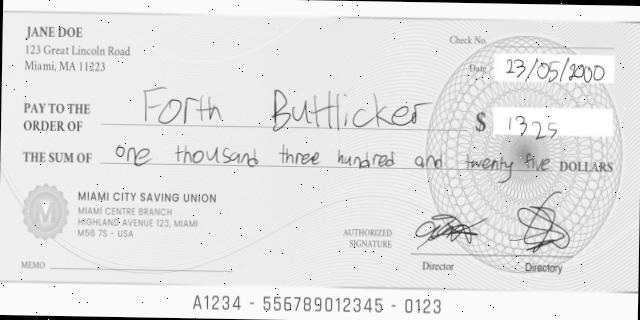 JANE DOE
123 Great Lincoln Road
Miami, MA 11223
Check No.
Date 23/05/2000
PAY TO THE ORDER OF Forth Buttlicker $ 1325
THE SUM OF one thousand three hundred and twenty five DOLLARS
MIAMI CITY SAVING UNION
MIAMI CENTRE BRANCH
HIGHLAND AVENUE 123, MIAMI
M56 7S - USA
M
AUTHORIZED SIGNATURE
Director
Directory
MEMO
A1234 - 556789012345 - 0123